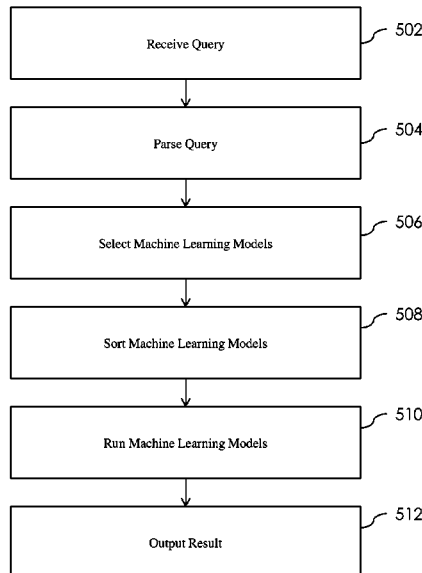 Receive Query
502
Parse Query
504
Select Machine Learning Models
506
Sort Machine Learning Models
508
Run Machine Learning Models
510
Output Result
512